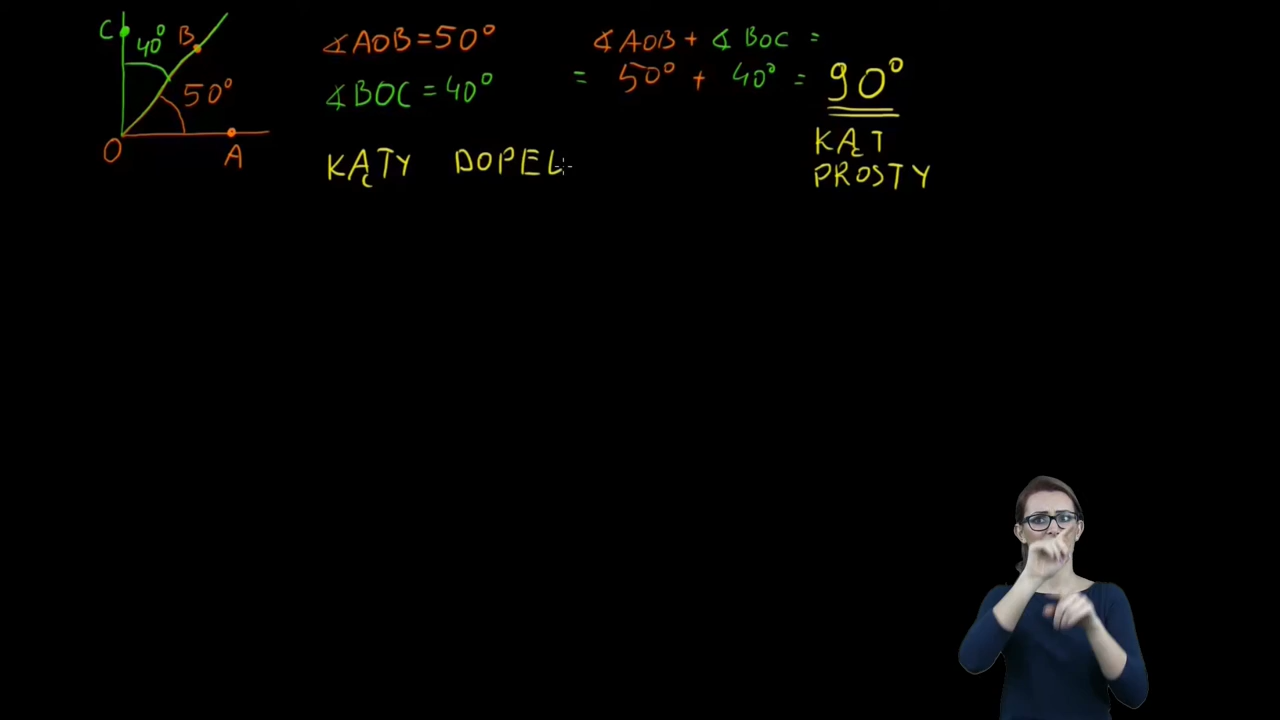 C 40° B
50°
O A
∢AOB=50°
∢BOC=40°
KĄTY DOPEŁ
∢AOB+∢BOC=
=50°+40°=90°
KĄT
PROSTY